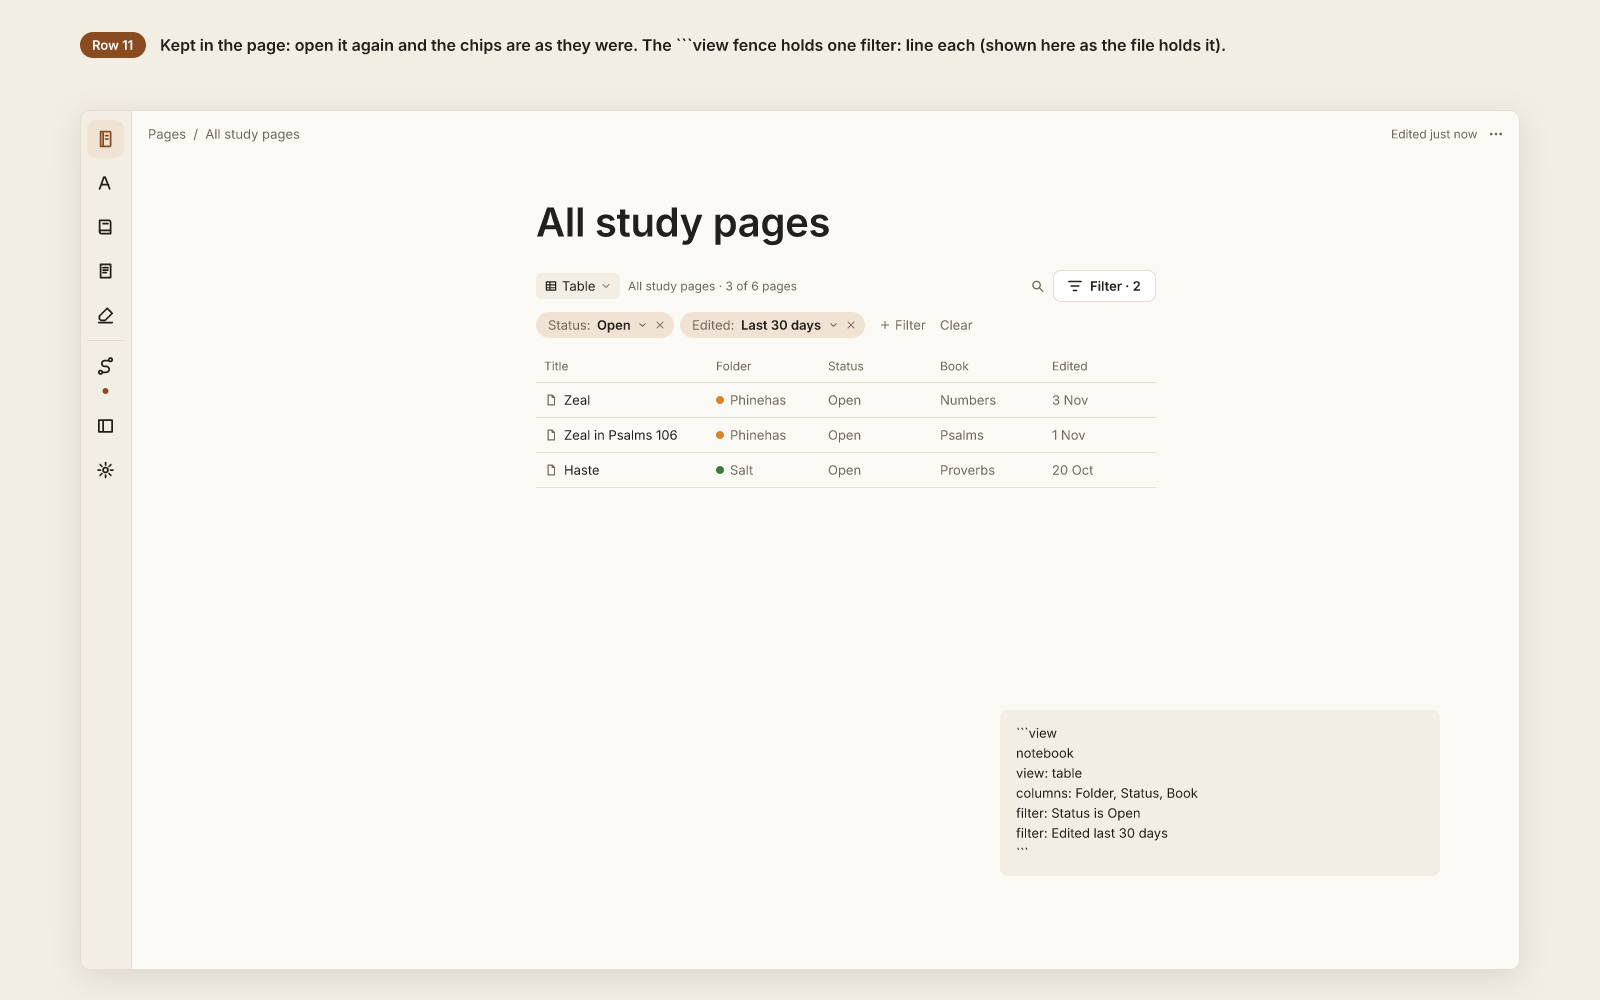 Row 11 Kept in the page: open it again and the chips are as they were. The ```view fence holds one filter: line each (shown here as the file holds it).
Pages / All study pages
Edited just now
All study pages
Table All study pages · 3 of 6 pages
Filter · 2
Status: Open Edited: Last 30 days + Filter Clear
Title Folder Status Book Edited
Zeal Phinehas Open Numbers 3 Nov
Zeal in Psalms 106 Phinehas Open Psalms 1 Nov
Haste Salt Open Proverbs 20 Oct
```view
notebook
view: table
columns: Folder, Status, Book
filter: Status is Open
filter: Edited last 30 days
```